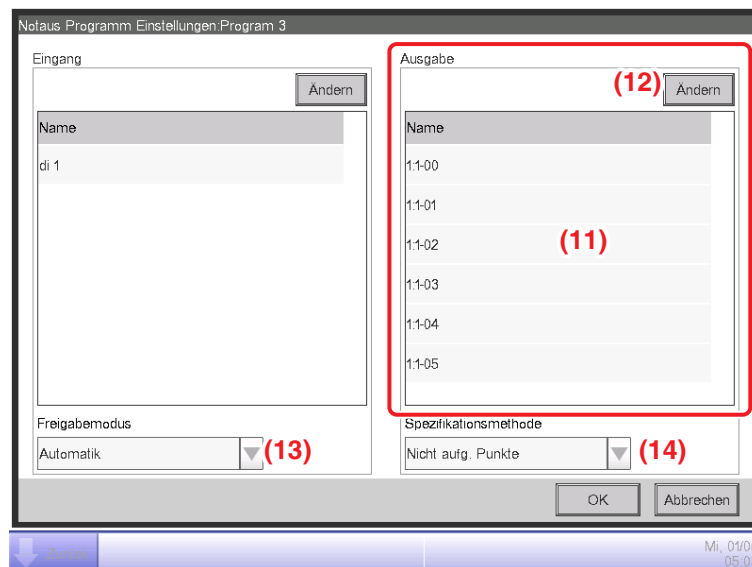 Notaus Programm Einstellungen:Program 3
Eingang
Ändern
Name
di 1
Freigabemodus
Automatik
(13)
Ausgabe
(12)
Ändern
Name
1:1-00
1:1-01
1:1-02
(11)
1:1-03
1:1-04
1:1-05
Spezifikationsmethode
Nicht aufg. Punkte
(14)
OK
Abbrechen
Mi, 01/0
05:0